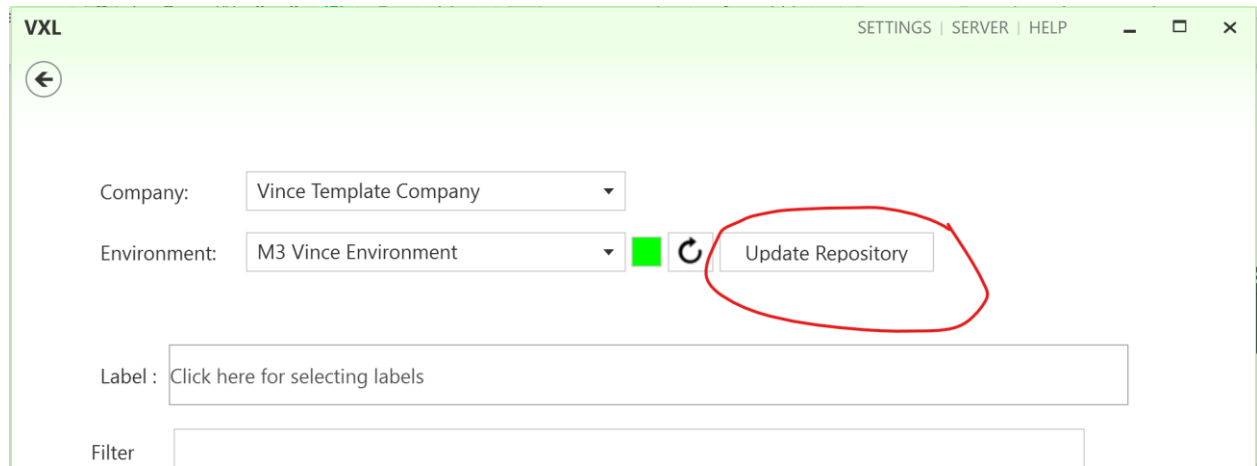 VXL SETTINGS | SERVER | HELP
Company: Vince Template Company
Environment: M3 Vince Environment Update Repository
Label : Click here for selecting labels
Filter